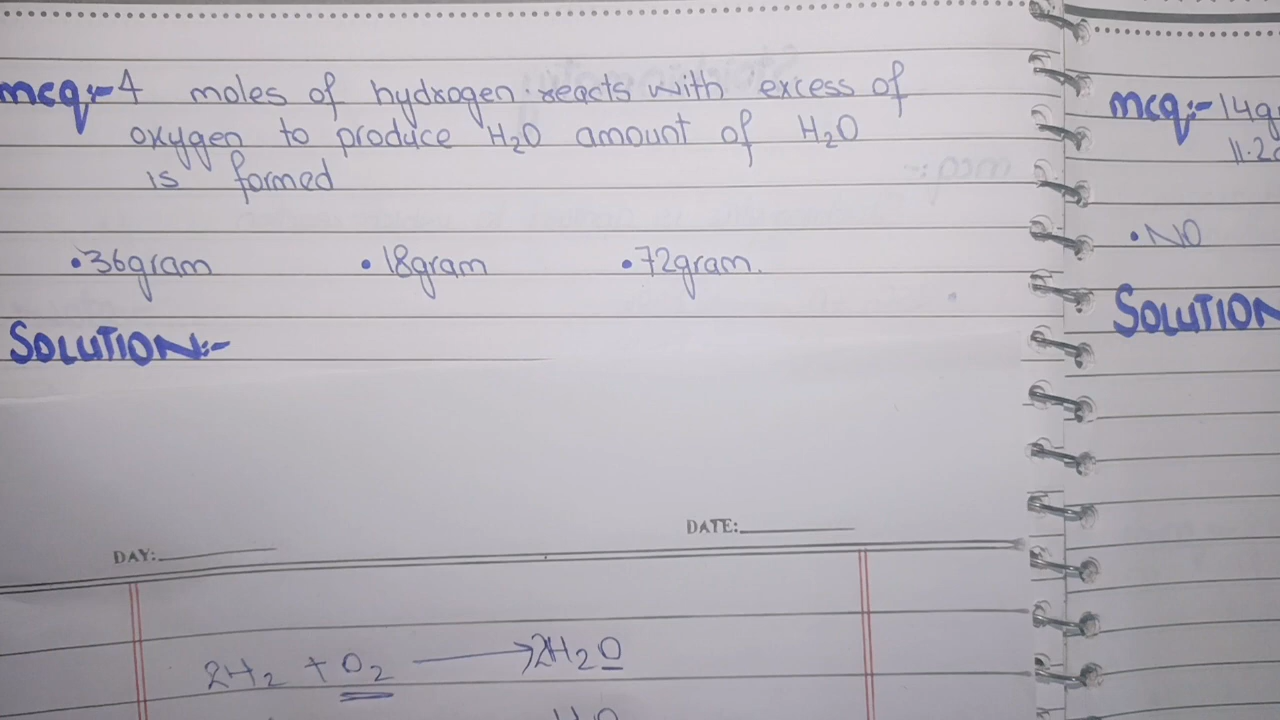 mcq:- 4 moles of hydrogen reacts with excess of
oxygen to produce H₂O amount of H₂O
is formed
•36gram •18gram •72gram.
SOLUTION:-
DAY: DATE:
2H₂ + O₂ → 2H₂O
H₂O
mcq:- 14g
11.2
•NO
SOLUTION